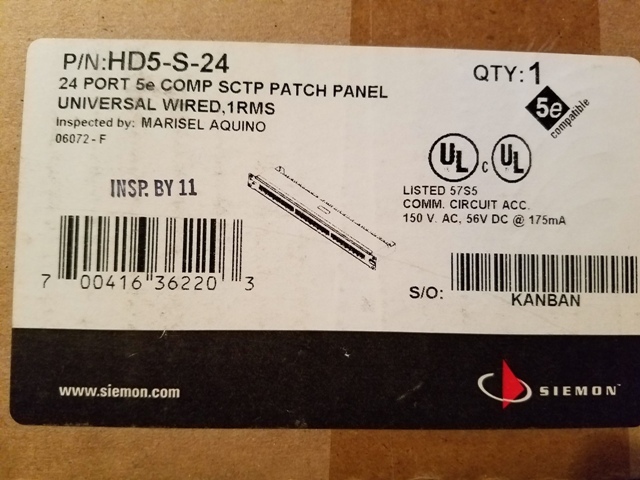 P/N:HD5-S-24
QTY: 1
24 PORT 5e COMP SCTP PATCH PANEL
UNIVERSAL WIRED,1RMS
Inspected by: MARISEL AQUINO
06072 - F
5e
compatible
UL C UL
INSP. BY 11
LISTED 57S5
COMM. CIRCUIT ACC.
150 V. AC, 56V DC @ 175mA
7 00416 36220 3
S/O:
KANBAN
www.siemon.com
SIEMON